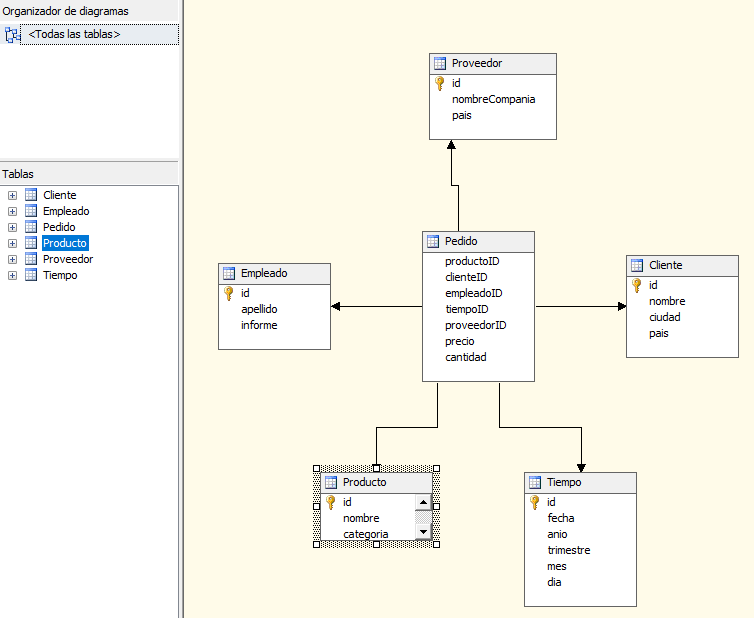 Organizador de diagramas
<Todas las tablas>
Tablas
Cliente
Empleado
Pedido
Producto
Proveedor
Tiempo
Proveedor
id
nombreCompania
pais
Pedido
productoID
clienteID
empleadoID
tiempoID
proveedorID
precio
cantidad
Empleado
id
apellido
informe
Cliente
id
nombre
ciudad
pais
Producto
id
nombre
categoria
Tiempo
id
fecha
anio
trimestre
mes
dia